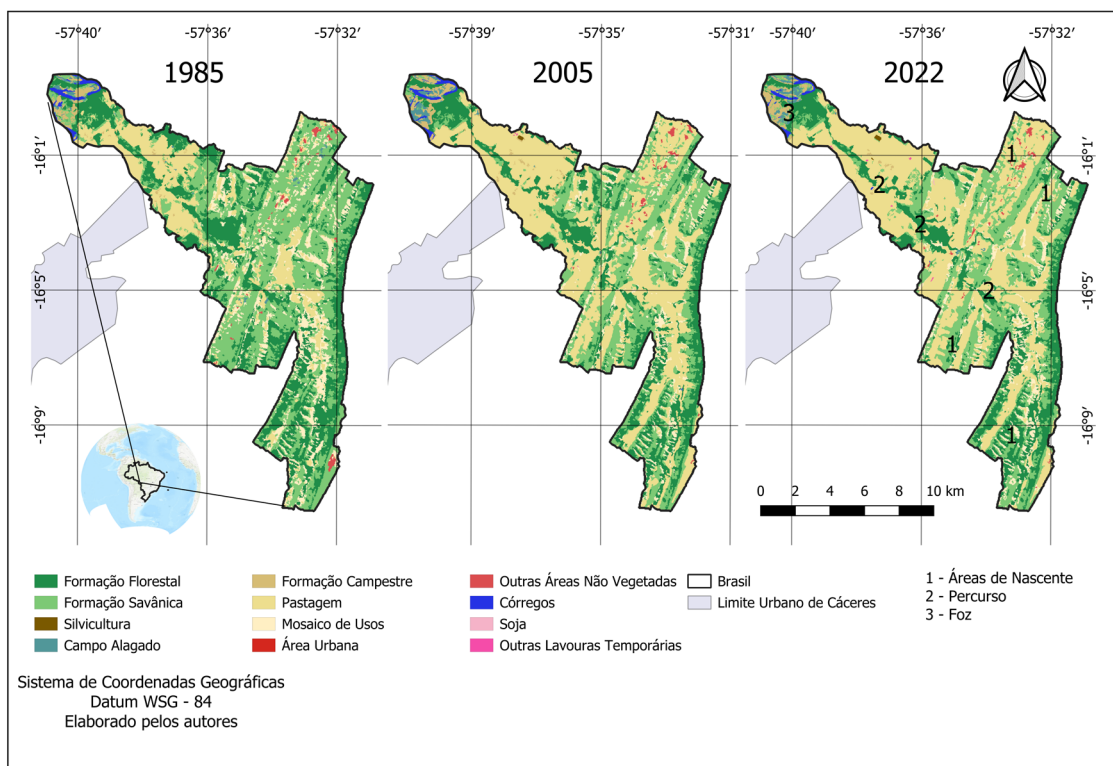 -57°40′ -57°36′ -57°32′ -57°39′ -57°35′ -57°31′ -57°40′ -57°36′ -57°32′
1985 2005 2022
3
-16°1′ 1 -16°1′
2 1
2
-16°5′ 2 -16°5′
1
-16°9′ 1 -16°9′
0 2 4 6 8 10 km
Formação Florestal Formação Campestre Outras Áreas Não Vegetadas Brasil 1 - Áreas de Nascente
Formação Savânica Pastagem Córregos Limite Urbano de Cáceres 2 - Percurso
Silvicultura Mosaico de Usos Soja 3 - Foz
Campo Alagado Área Urbana Outras Lavouras Temporárias
Sistema de Coordenadas Geográficas
Datum WSG - 84
Elaborado pelos autores